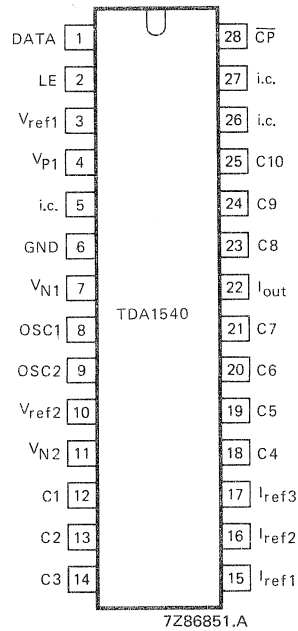 DATA 1 28 C̅P̅
LE 2 27 i.c.
Vref1 3 26 i.c.
VP1 4 25 C10
i.c. 5 24 C9
GND 6 23 C8
VN1 7 22 Iout
TDA1540
OSC1 8 21 C7
OSC2 9 20 C6
Vref2 10 19 C5
VN2 11 18 C4
C1 12 17 Iref3
C2 13 16 Iref2
C3 14 15 Iref1
7Z86851.A